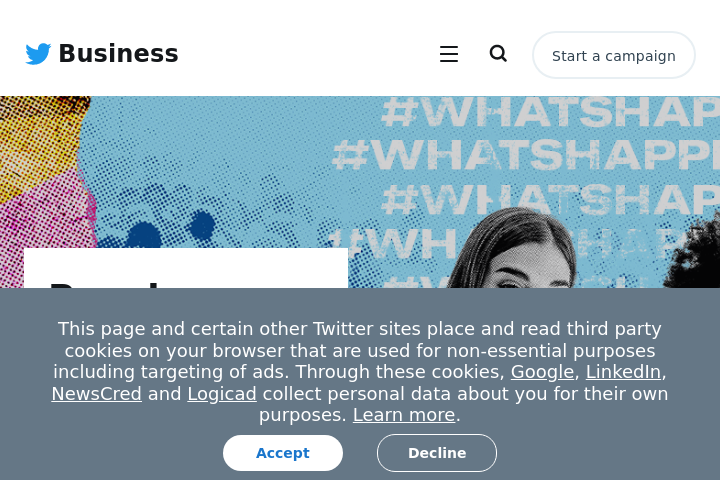 Business
Start a campaign
#WHATSHAP
#WHATSHAPP
#WHATSHAP
#WH
This page and certain other Twitter sites place and read third party
cookies on your browser that are used for non-essential purposes
including targeting of ads. Through these cookies, Google, LinkedIn,
NewsCred and Logicad collect personal data about you for their own
purposes. Learn more.
Accept
Decline